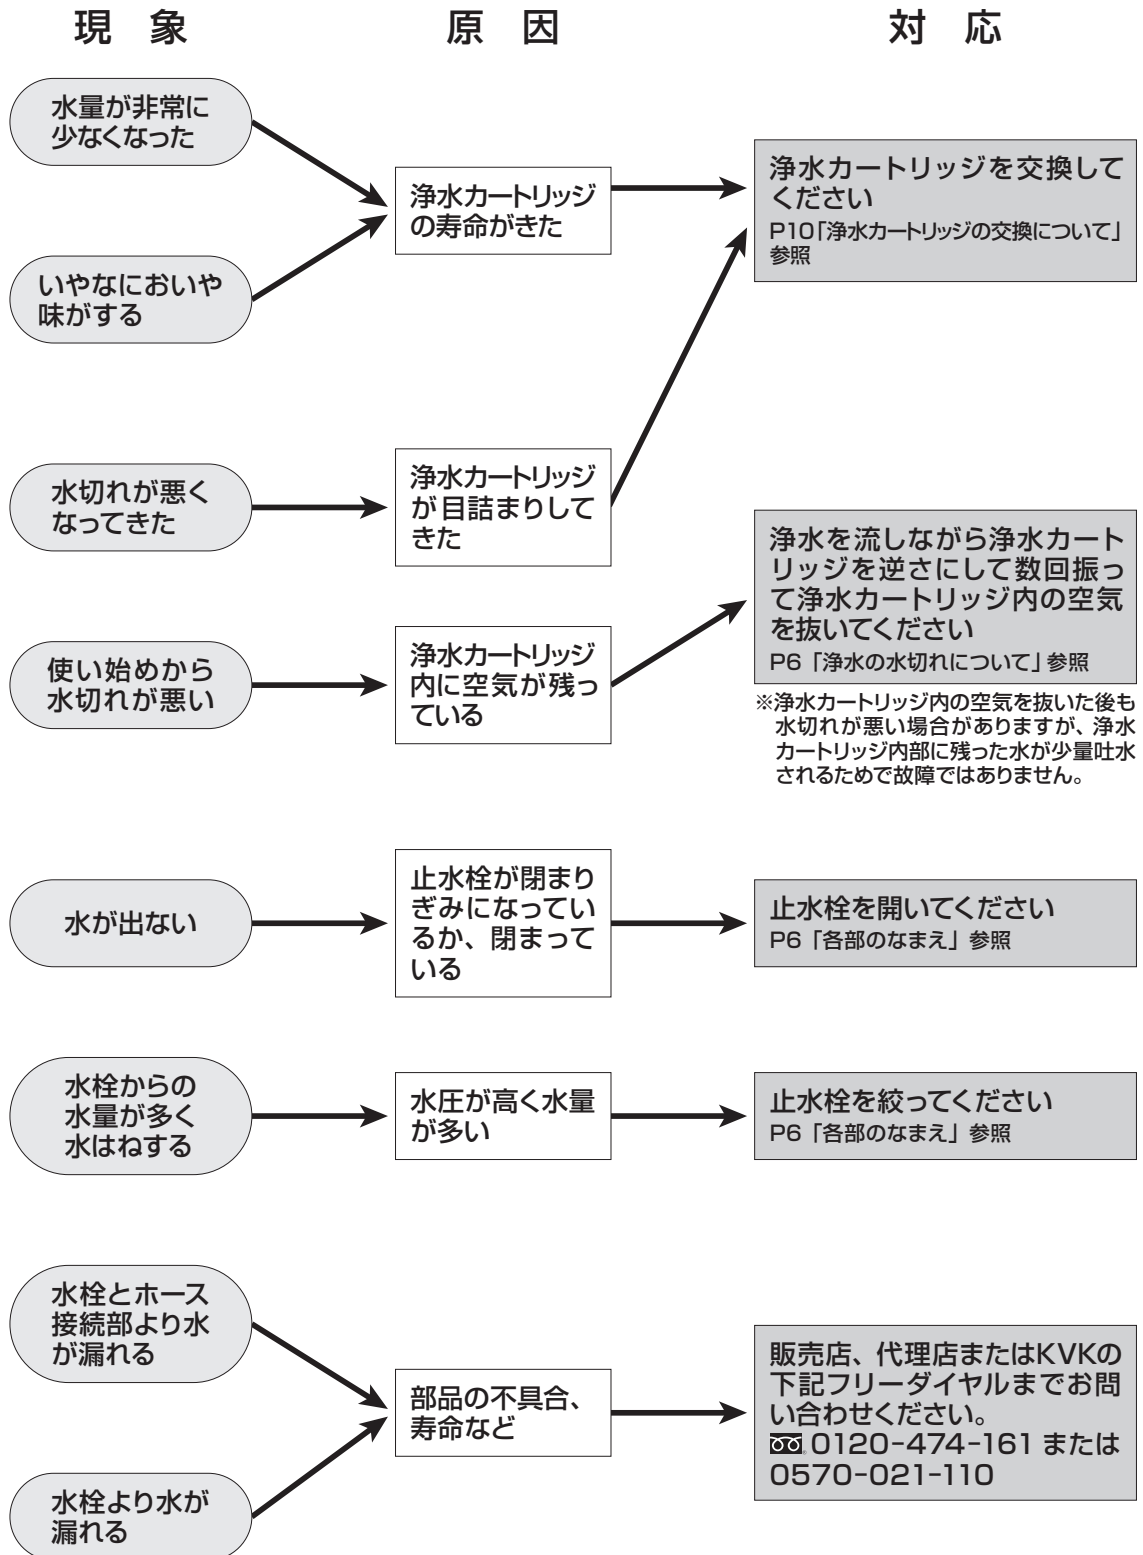 現 象
原 因
対 応
水量が非常に
少なくなった
いやなにおいや
味がする
浄水カートリッジ
の寿命がきた
浄水カートリッジを交換して
ください
P10「浄水カートリッジの交換について」
参照
水切れが悪く
なってきた
浄水カートリッジ
が目詰まりして
きた
使い始めから
水切れが悪い
浄水カートリッジ
内に空気が残っ
ている
浄水を流しながら浄水カート
リッジを逆さにして数回振っ
て浄水カートリッジ内の空気
を抜いてください
P6「浄水の水切れについて」参照
※浄水カートリッジ内の空気を抜いた後も
水切れが悪い場合がありますが、浄水
カートリッジ内部に残った水が少量吐水
されるためで故障ではありません。
水が出ない
止水栓が閉まり
ぎみになってい
るか、閉まって
いる
止水栓を開いてください
P6「各部のなまえ」参照
水栓からの
水量が多く
水はねする
水圧が高く水量
が多い
止水栓を絞ってください
P6「各部のなまえ」参照
水栓とホース
接続部より水
が漏れる
水栓より水が
漏れる
部品の不具合、
寿命など
販売店、代理店またはKVKの
下記フリーダイヤルまでお問
い合わせください。
0120-474-161 または
0570-021-110